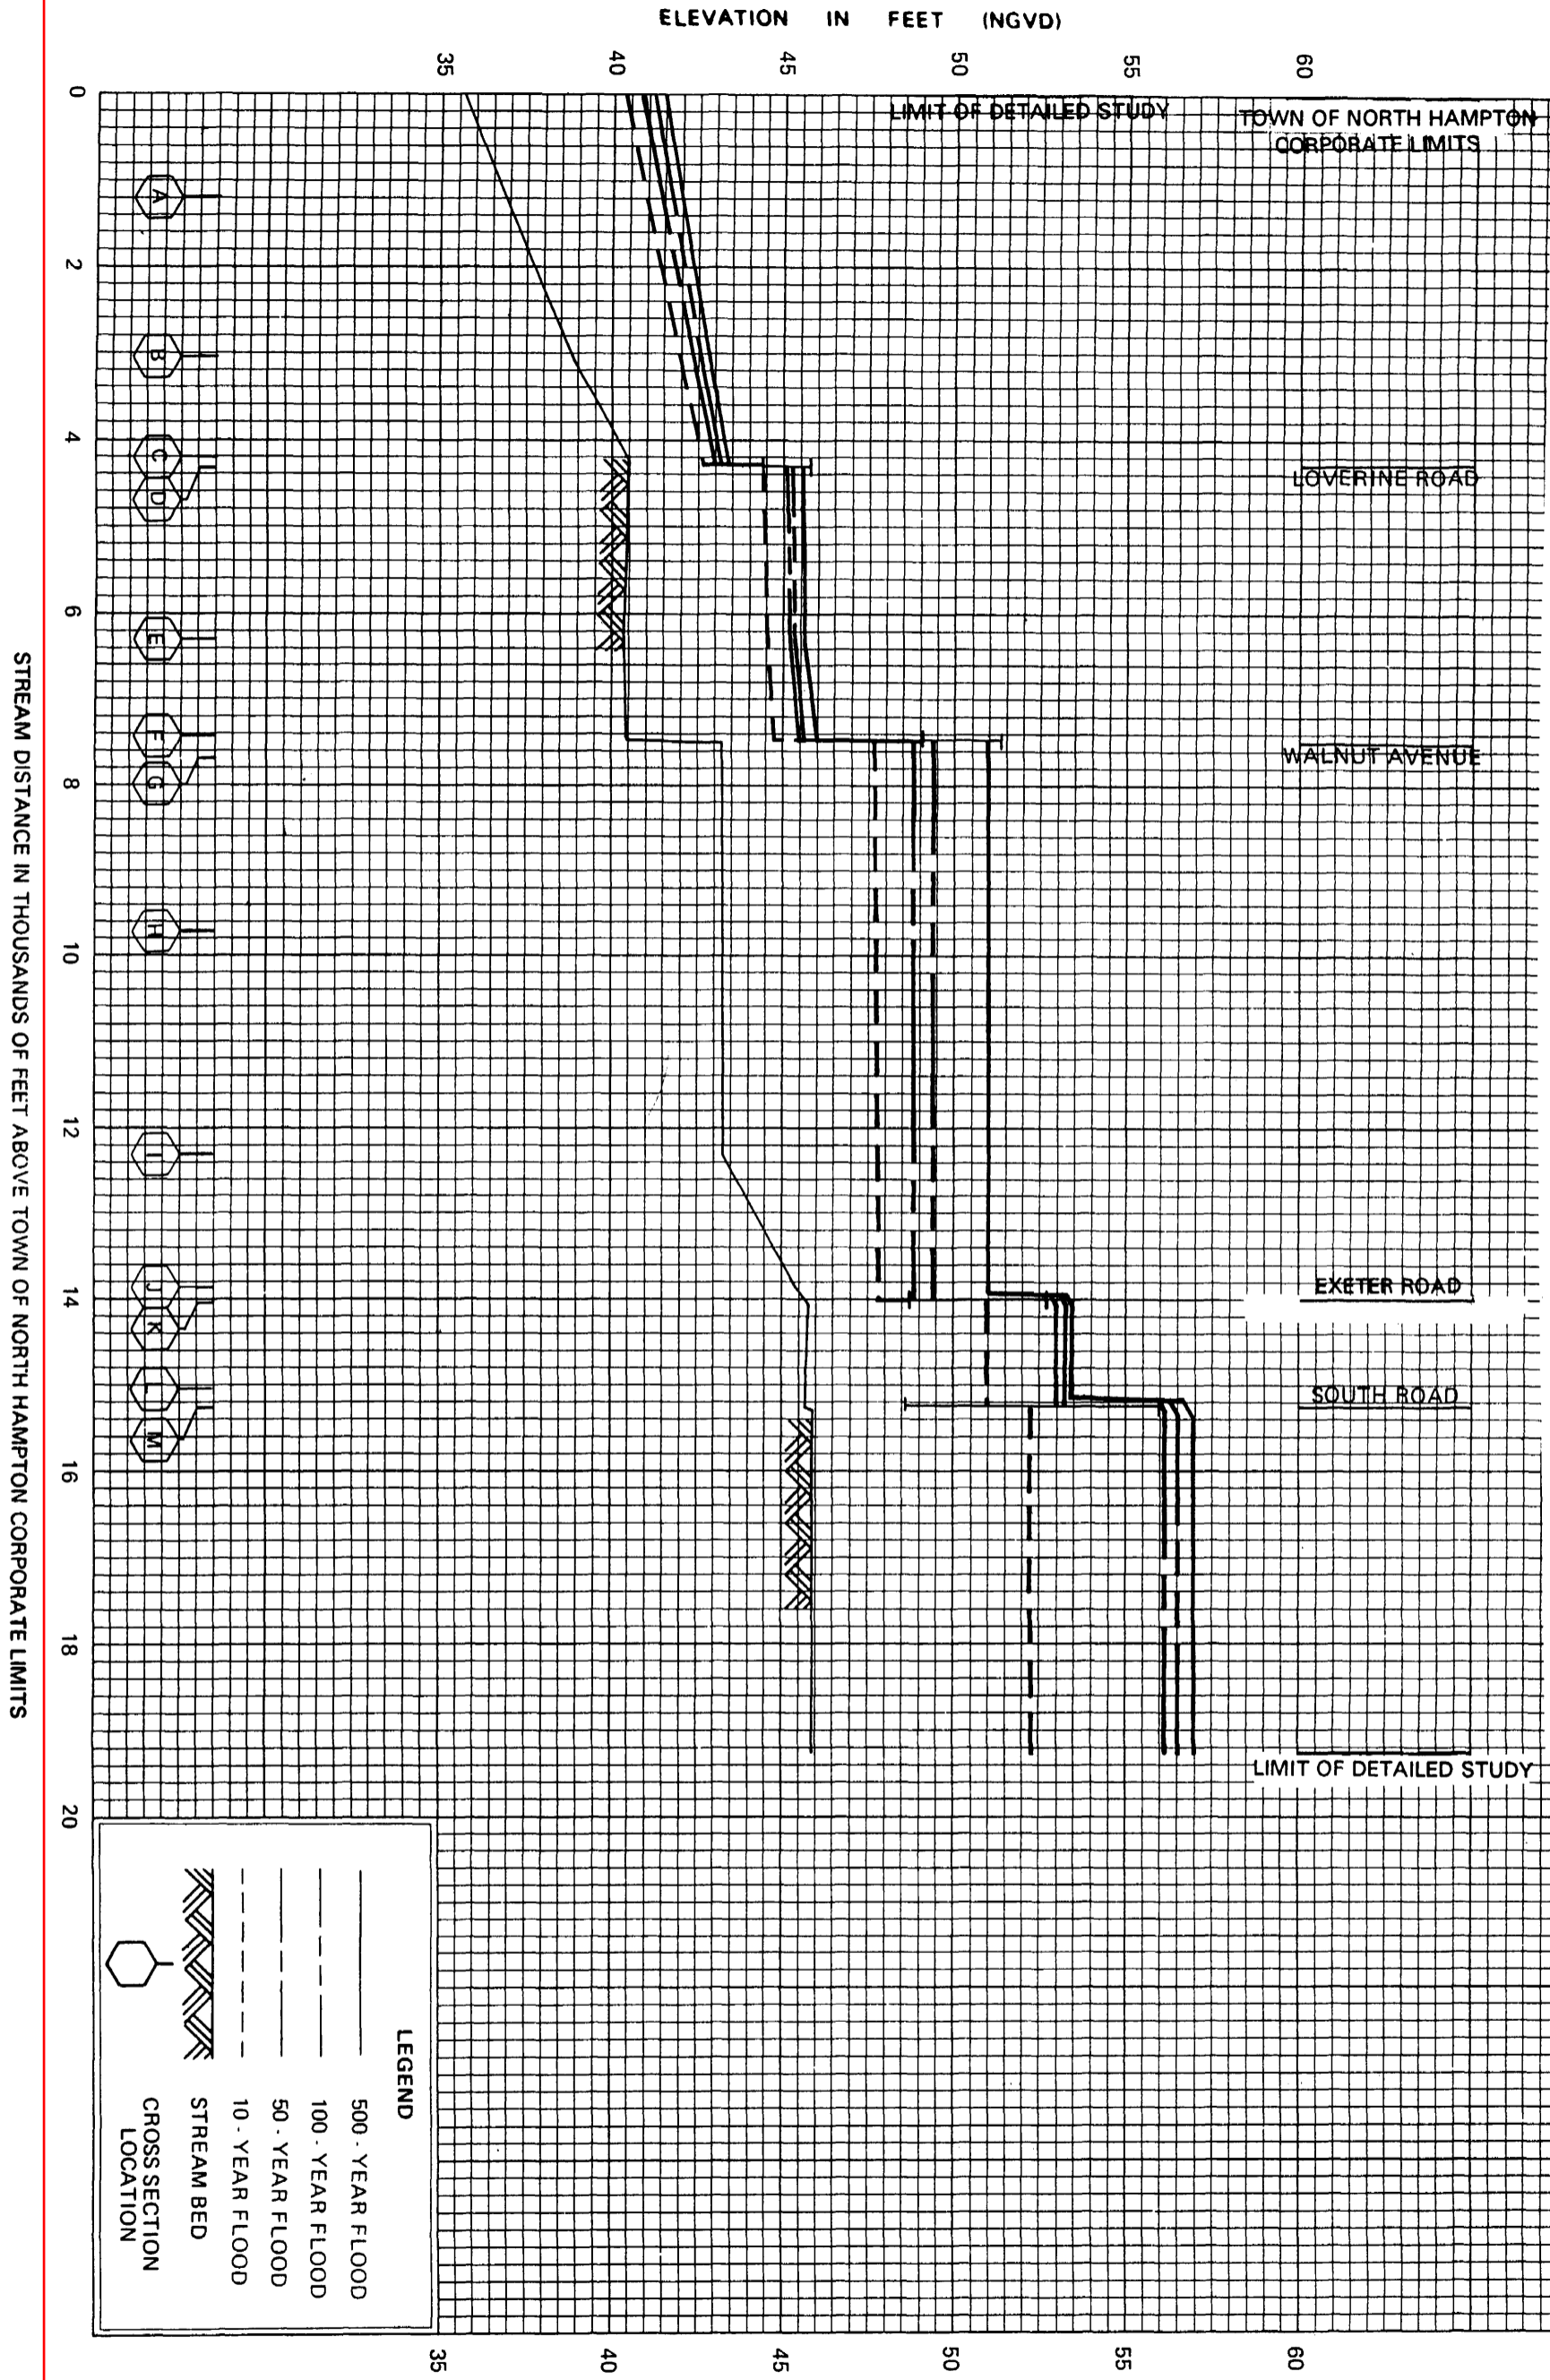 ELEVATION IN FEET (NGVD)
35
40
45
50
55
60
LIMIT OF DETAILED STUDY
TOWN OF NORTH HAMPTON
CORPORATE LIMITS
LOVERINE ROAD
WALNUT AVENUE
EXETER ROAD
SOUTH ROAD
LIMIT OF DETAILED STUDY
0
2
4
6
8
10
12
14
16
18
20
A
B
C
D
E
F
G
H
I
J
K
L
M
STREAM DISTANCE IN THOUSANDS OF FEET ABOVE TOWN OF NORTH HAMPTON CORPORATE LIMITS
LEGEND
500 - YEAR FLOOD
100 - YEAR FLOOD
50 - YEAR FLOOD
10 - YEAR FLOOD
STREAM BED
CROSS SECTION
LOCATION
35
40
45
50
55
60